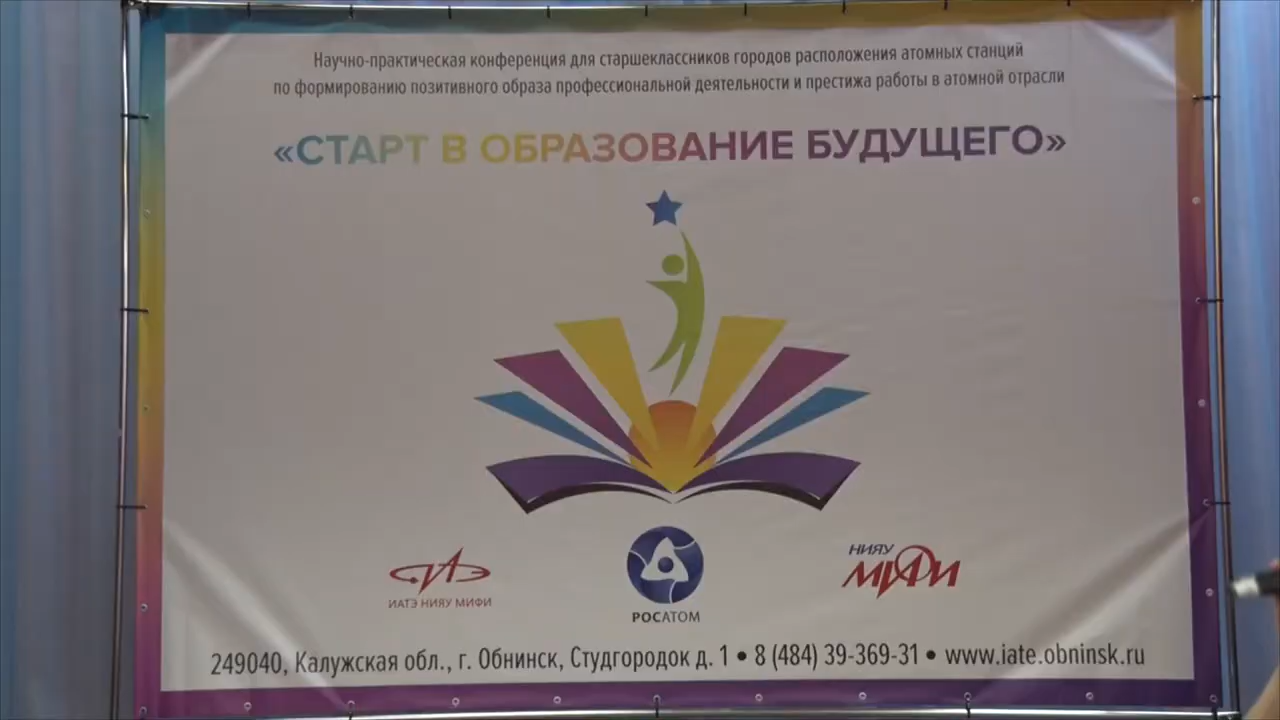 Научно-практическая конференция для старшеклассников городов расположения атомных станций
по формированию позитивного образа профессиональной деятельности и престижа работы в атомной отрасли
«СТАРТ В ОБРАЗОВАНИЕ БУДУЩЕГО»
ИАТЭ
ИАТЭ НИЯУ МИФИ
РОСАТОМ
НИЯУ
МИФИ
249040, Калужская обл., г. Обнинск, Студгородок д. 1 • 8 (484) 39-369-31 • www.iate.obninsk.ru